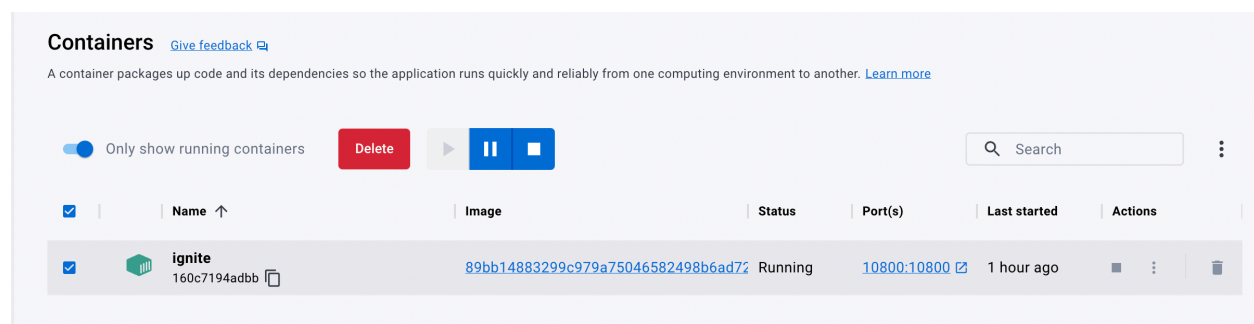 Containers Give feedback
A container packages up code and its dependencies so the application runs quickly and reliably from one computing environment to another. Learn more
Only show running containers Delete Search
Name Image Status Port(s) Last started Actions
ignite
160c7194adbb 89bb14883299c979a75046582498b6ad72 Running 10800:10800 1 hour ago